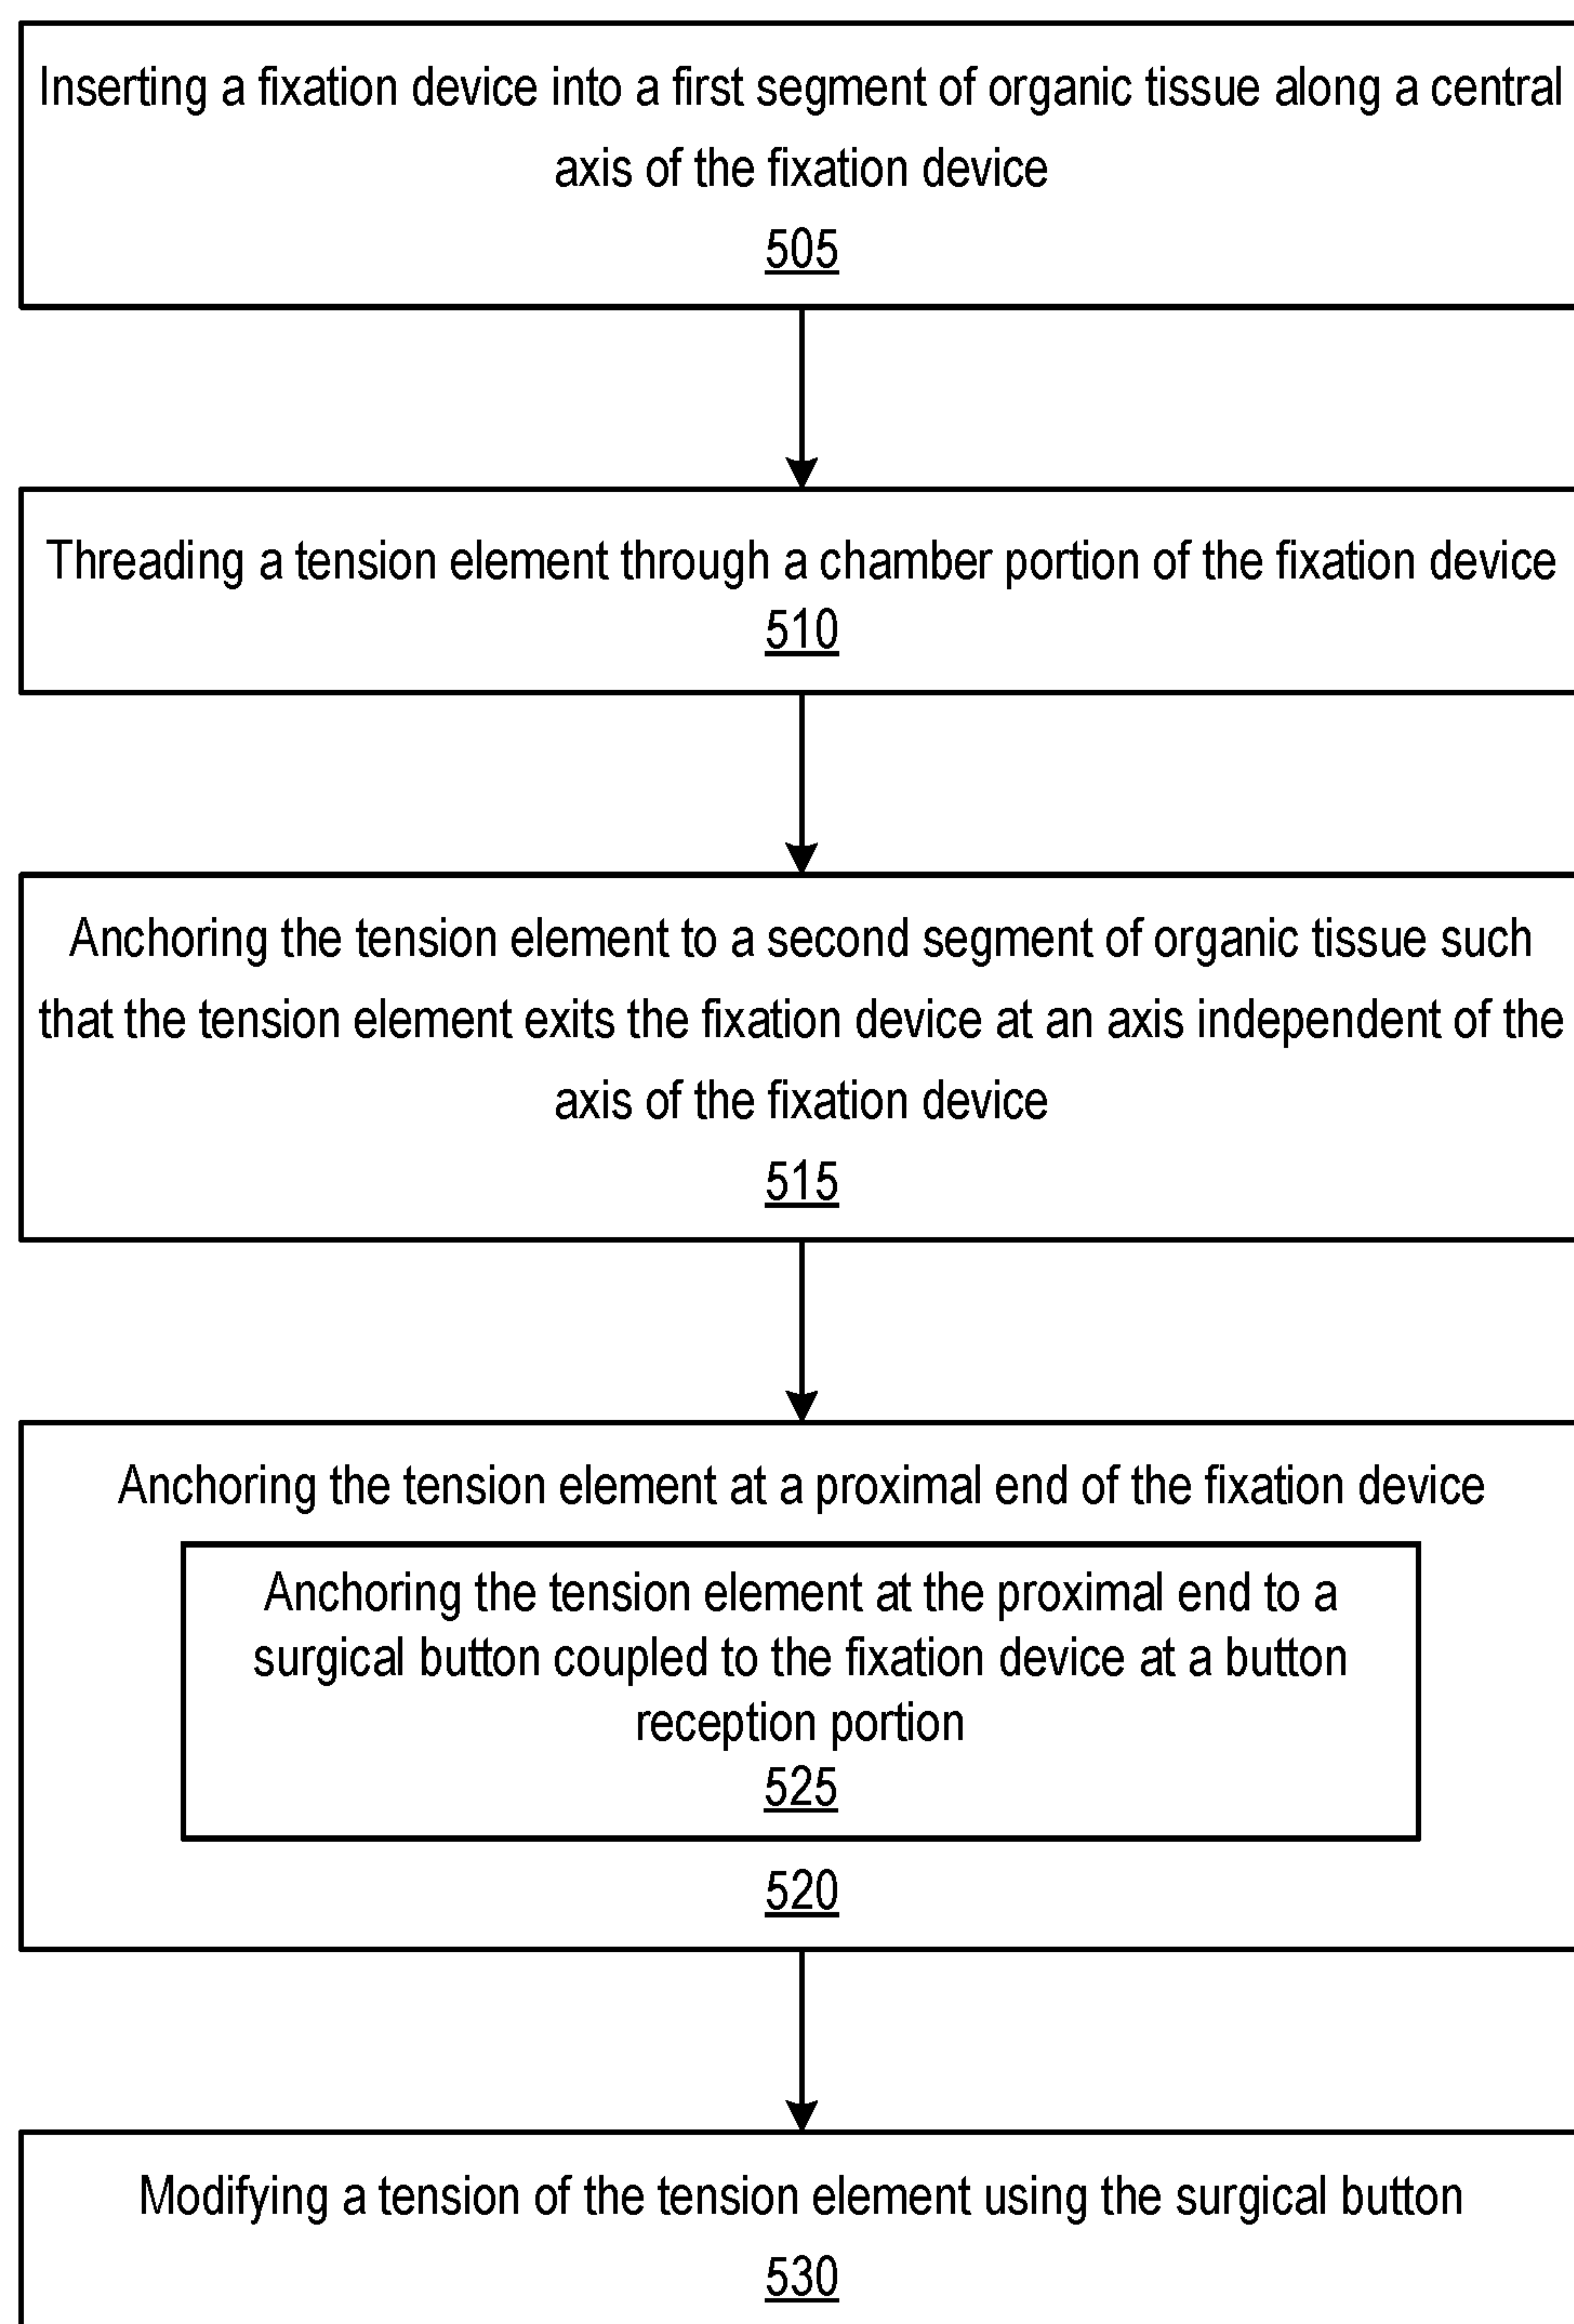 Inserting a fixation device into a first segment of organic tissue along a central
axis of the fixation device
505
Threading a tension element through a chamber portion of the fixation device
510
Anchoring the tension element to a second segment of organic tissue such
that the tension element exits the fixation device at an axis independent of the
axis of the fixation device
515
Anchoring the tension element at a proximal end of the fixation device
Anchoring the tension element at the proximal end to a
surgical button coupled to the fixation device at a button
reception portion
525
520
Modifying a tension of the tension element using the surgical button
530